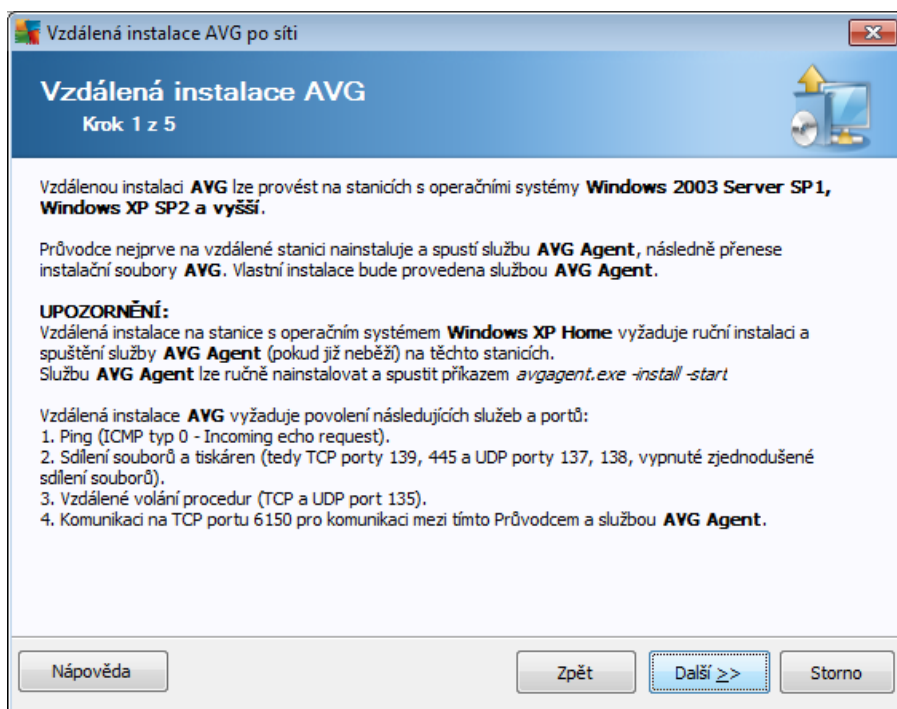 Vzdálená instalace AVG po síti
Vzdálená instalace AVG
Krok 1 z 5
Vzdálenou instalaci AVG lze provést na stanicích s operačními systémy Windows 2003 Server SP1,
Windows XP SP2 a vyšší.
Průvodce nejprve na vzdálené stanici nainstaluje a spustí službu AVG Agent, následně přenese
instalační soubory AVG. Vlastní instalace bude provedena službou AVG Agent.
UPOZORNĚNÍ:
Vzdálená instalace na stanice s operačním systémem Windows XP Home vyžaduje ruční instalaci a
spuštění služby AVG Agent (pokud již neběží) na těchto stanicích.
Službu AVG Agent lze ručně nainstalovat a spustit příkazem avgagent.exe -install -start
Vzdálená instalace AVG vyžaduje povolení následujících služeb a portů:
1. Ping (ICMP typ 0 - Incoming echo request).
2. Sdílení souborů a tiskáren (tedy TCP porty 139, 445 a UDP porty 137, 138, vypnuté zjednodušené
sdílení souborů).
3. Vzdálené volání procedur (TCP a UDP port 135).
4. Komunikaci na TCP portu 6150 pro komunikaci mezi tímto Průvodcem a službou AVG Agent.
Nápověda
Zpět
Další >>
Storno